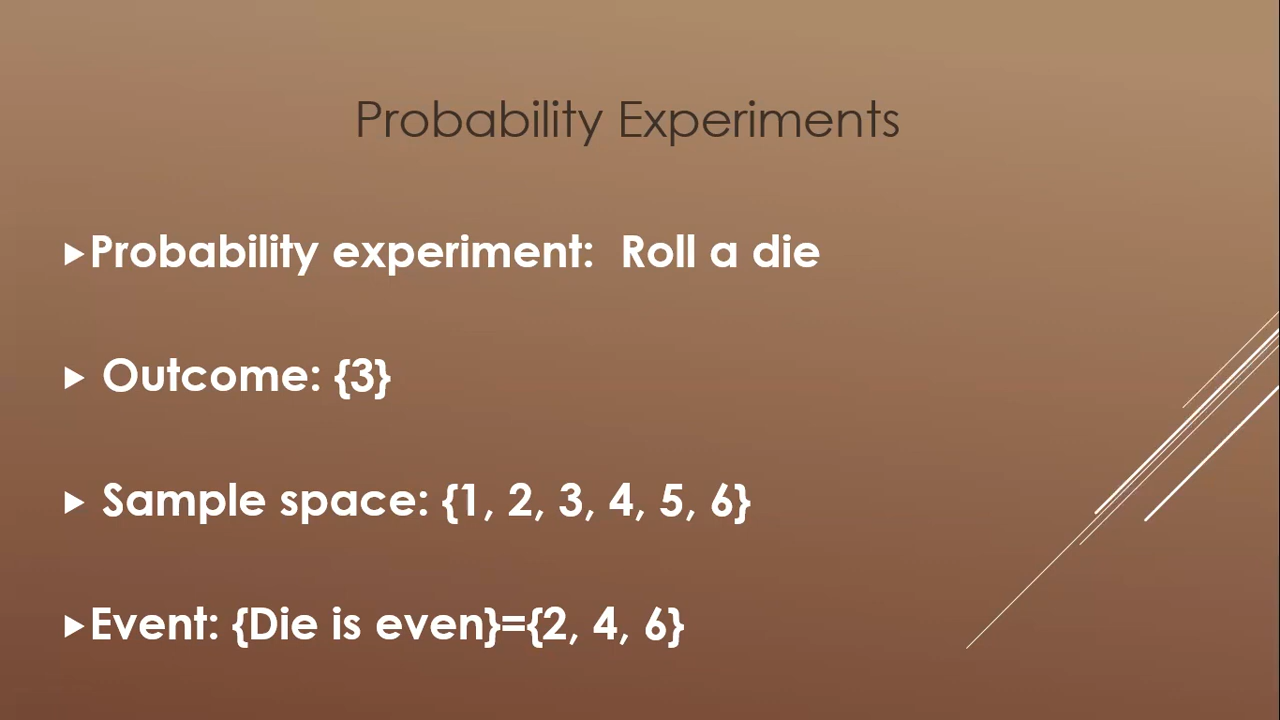 Probability Experiments
Probability experiment: Roll a die
Outcome: {3}
Sample space: {1, 2, 3, 4, 5, 6}
Event: {Die is even}={2, 4, 6}